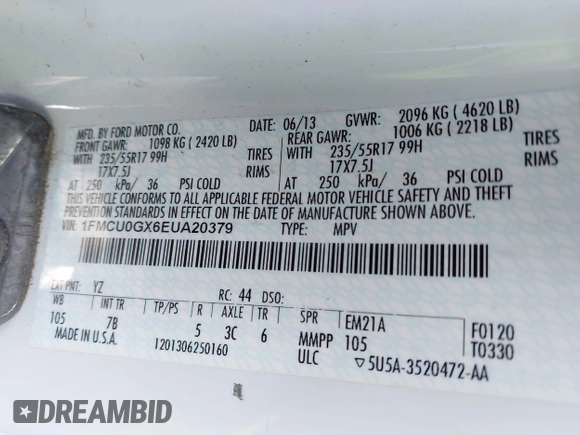 MFD. BY FORD MOTOR CO. DATE: 06/13 GVWR: 2096 KG ( 4620 LB)
FRONT GAWR: 1098 KG ( 2420 LB) REAR GAWR: 1006 KG ( 2218 LB)
WITH 235/55R17 99H TIRES WITH 235/55R17 99H TIRES
17X7.5J RIMS 17X7.5J RIMS
AT 250 kPa/ 36 PSI COLD AT 250 kPa/ 36 PSI COLD
THIS VEHICLE CONFORMS TO ALL APPLICABLE FEDERAL MOTOR VEHICLE SAFETY AND THEFT
PREVENTION STANDARDS IN EFFECT ON THE DATE OF MANUFACTURE SHOWN ABOVE.
VIN: 1FMCU0GX6EUA20379 TYPE: MPV
EXT PNT: YZ RC: 44 DSO:
WB INT TR TP/PS R AXLE TR SPR EM21A F0120
105 7B 5 3C 6 MMPP 105 T0330
MADE IN U.S.A. 1201306250160 ULC ▽5U5A-3520472-AA
DREAMBID